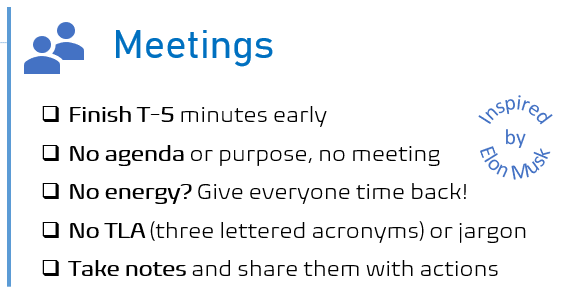 Meetings
Finish T-5 minutes early
No agenda or purpose, no meeting
No energy? Give everyone time back!
No TLA (three lettered acronyms) or jargon
Take notes and share them with actions
Inspired
by
Elon Musk